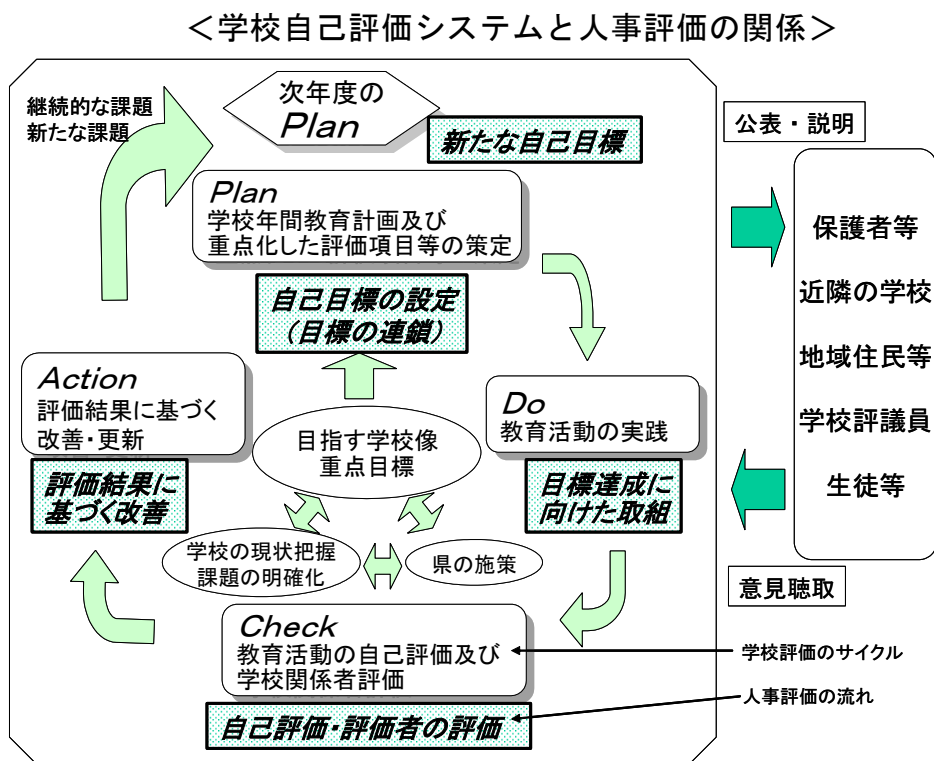 ＜学校自己評価システムと人事評価の関係＞
継続的な課題
新たな課題
次年度の
Plan
新たな自己目標
Plan
学校年間教育計画及び
重点化した評価項目等の策定
自己目標の設定
（目標の連鎖）
Action
評価結果に基づく
改善・更新
評価結果に
基づく改善
目指す学校像
重点目標
Do
教育活動の実践
目標達成に
向けた取組
学校の現状把握
課題の明確化
県の施策
Check
教育活動の自己評価及び
学校関係者評価
自己評価・評価者の評価
公表・説明
保護者等
近隣の学校
地域住民等
学校評議員
生徒等
意見聴取
学校評価のサイクル
人事評価の流れ